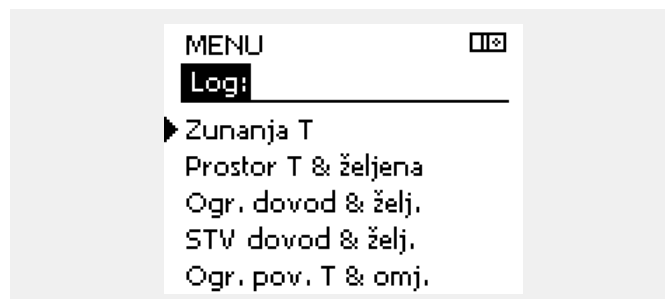 MENU
Log:
Zunanja T
Prostor T & željena
Ogr. dovod & želj.
STV dovod & želj.
Ogr. pov. T & omj.